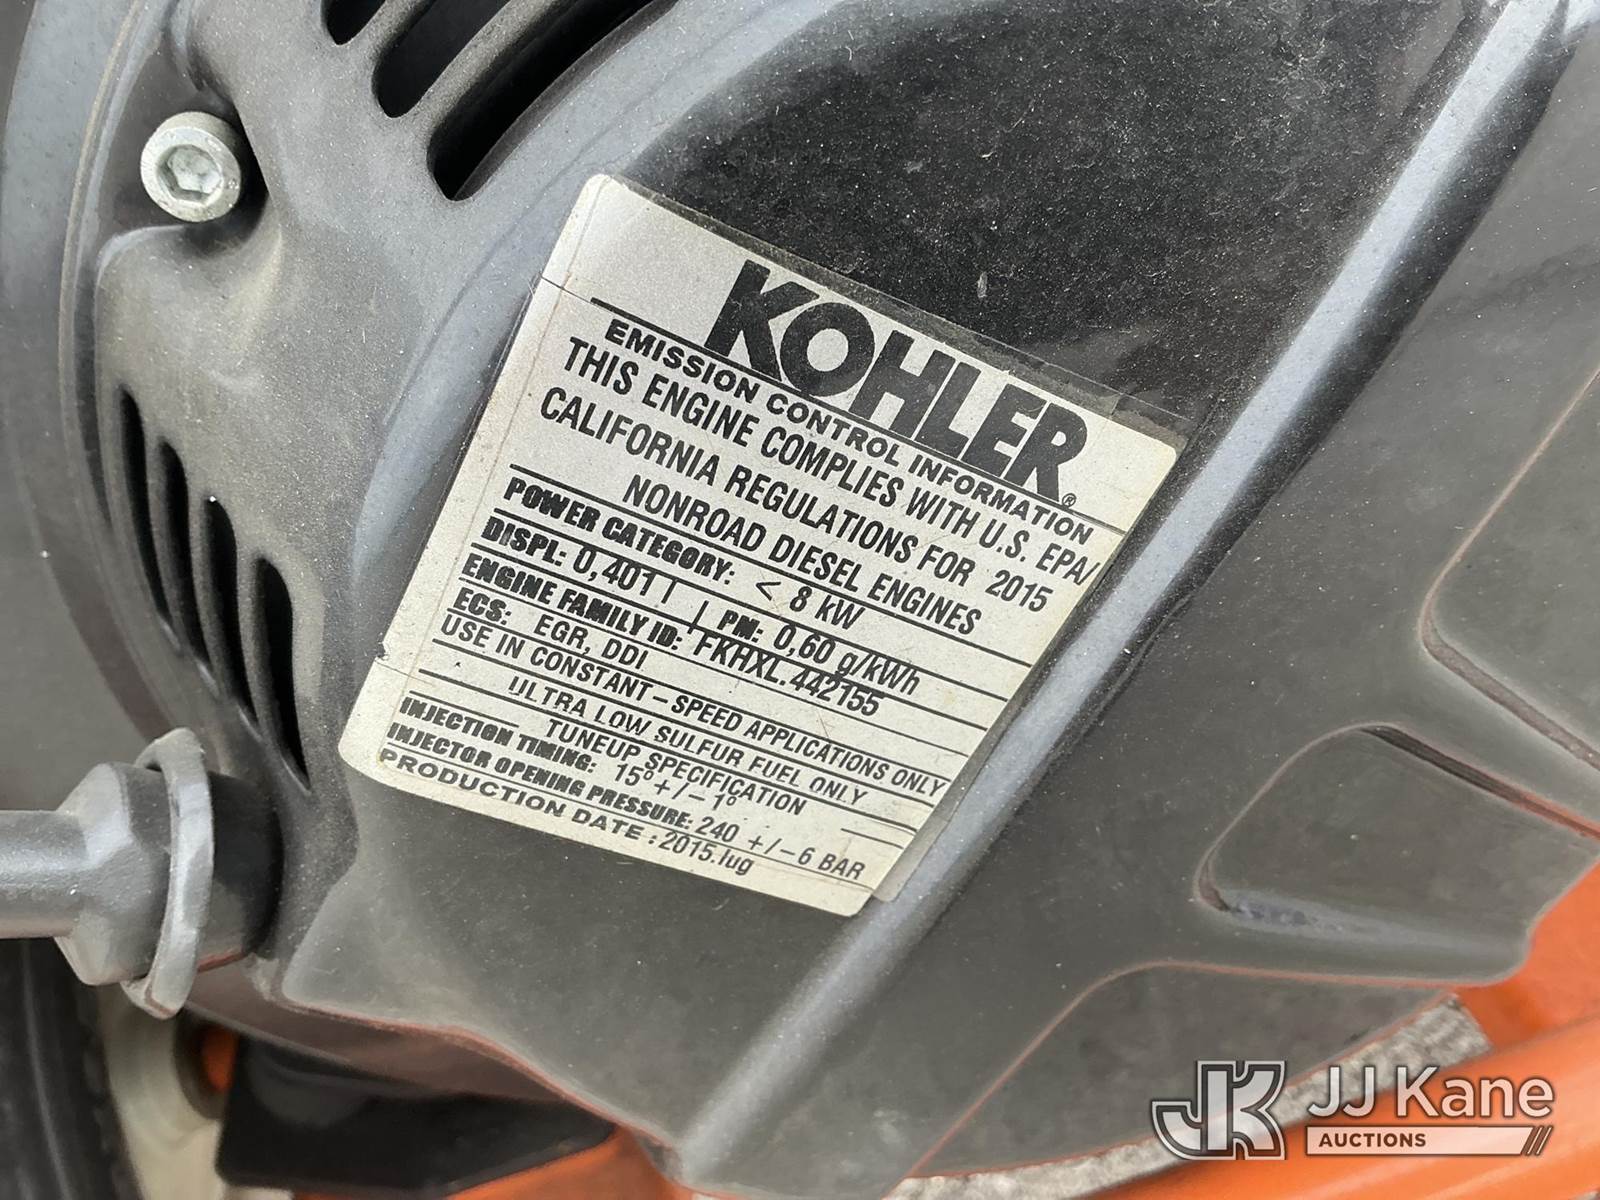 KOHLER®
EMISSION CONTROL INFORMATION
THIS ENGINE COMPLIES WITH U.S. EPA/
CALIFORNIA REGULATIONS FOR 2015
NONROAD DIESEL ENGINES
POWER CATEGORY: < 8 kW
DISPL: 0,401 l | PM: 0,60 g/kWh
ENGINE FAMILY ID: FKHXL.442155
ECS: EGR, DDI
USE IN CONSTANT-SPEED APPLICATIONS ONLY
ULTRA LOW SULFUR FUEL ONLY
TUNEUP SPECIFICATION
INJECTION TIMING: 15° +/- 1°
INJECTOR OPENING PRESSURE: 240 +/-6 BAR
PRODUCTION DATE : 2015.lug
JK JJ Kane
AUCTIONS